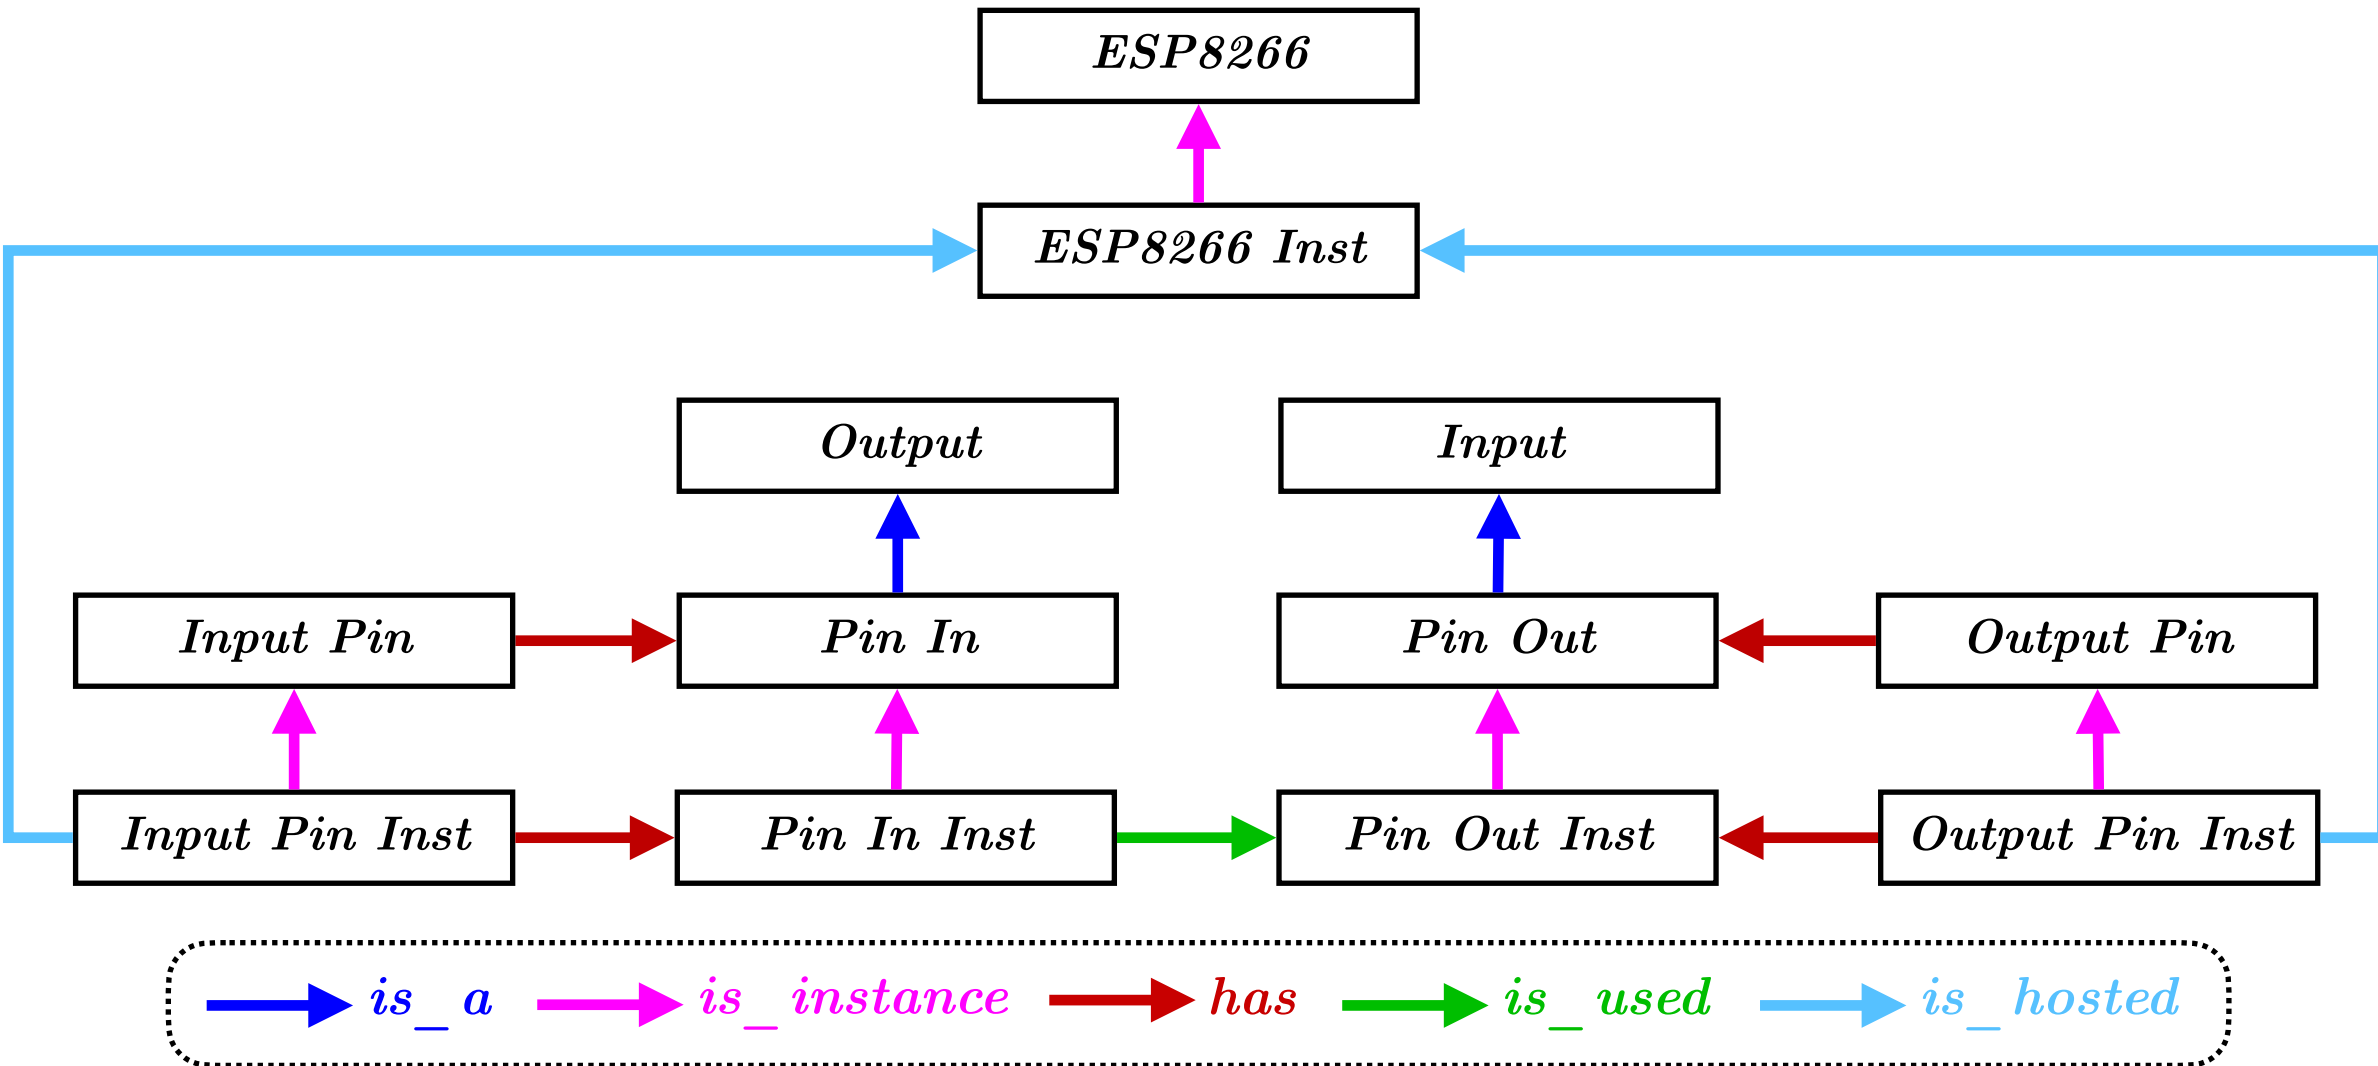 ESP8266
ESP8266 Inst
Output
Input
Input Pin
Pin In
Pin Out
Output Pin
Input Pin Inst
Pin In Inst
Pin Out Inst
Output Pin Inst
is_a
is_instance
has
is_used
is_hosted